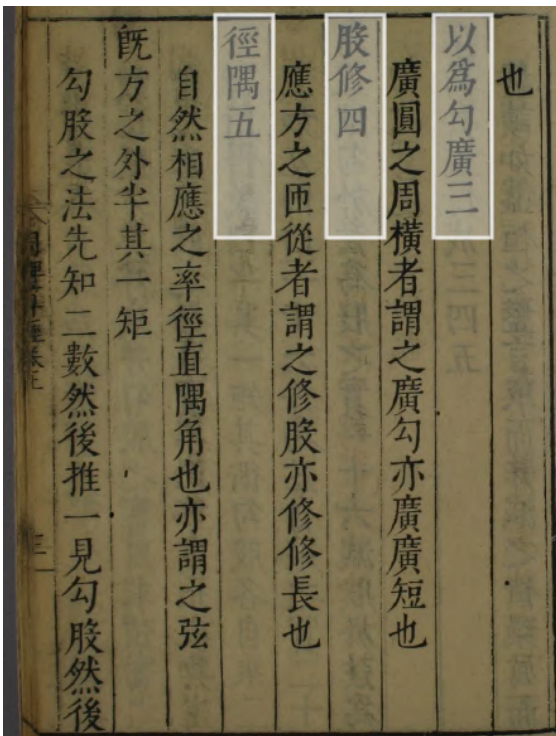 也
以爲勾廣三
廣圓之周橫者謂之廣勾亦廣廣短也
股修四
應方之匝從者謂之修股亦修修長也
徑隅五
自然相應之率徑直隅角也亦謂之弦
旣方之外半其一矩
勾股之法先知二數然後推一見勾股然後